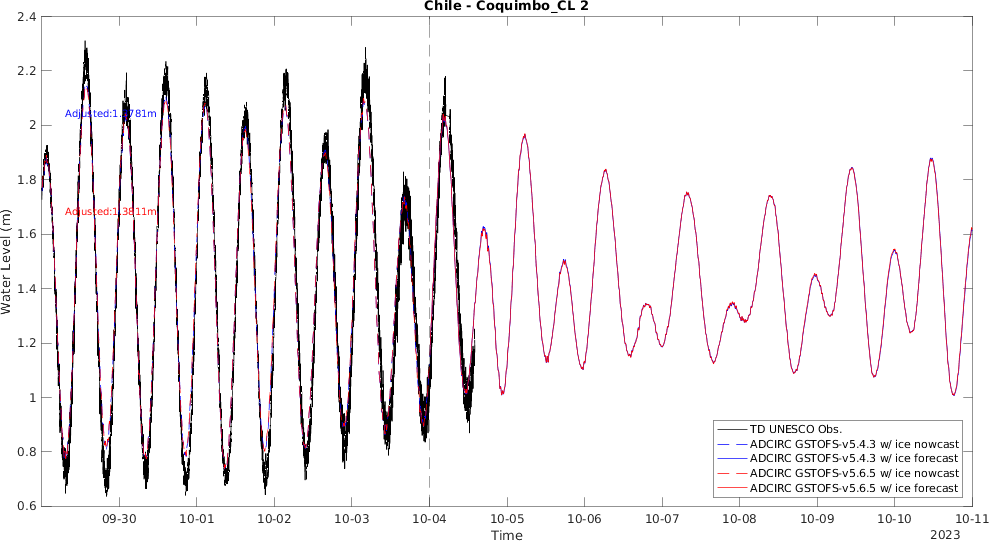 Chile - Coquimbo_CL 2
2.4
2.2
2
1.8
1.6
1.4
1.2
1
0.8
0.6
Water Level (m)
Adjusted:1.3811m
09-30
10-01
10-02
10-03
10-04
10-05
10-06
10-07
10-08
10-09
10-10
10-11
Time
2023
TD UNESCO Obs.
ADCIRC GSTOFS-v5.4.3 w/ ice nowcast
ADCIRC GSTOFS-v5.4.3 w/ ice forecast
ADCIRC GSTOFS-v5.6.5 w/ ice nowcast
ADCIRC GSTOFS-v5.6.5 w/ ice forecast